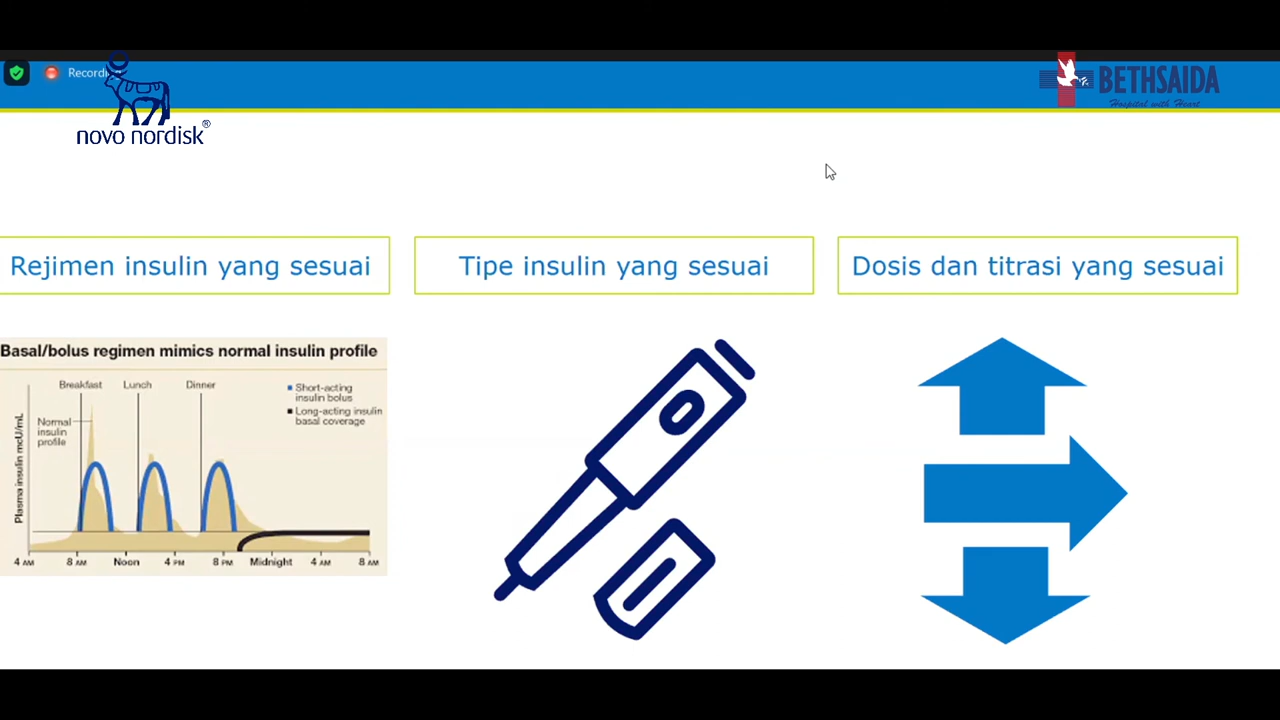 Recording
novo nordisk®
BETHSAIDA
Hospital with Heart
Rejimen insulin yang sesuai
Tipe insulin yang sesuai
Dosis dan titrasi yang sesuai
Basal/bolus regimen mimics normal insulin profile
Breakfast Lunch Dinner
Short-acting
insulin bolus
Long-acting insulin
basal coverage
Normal
insulin
profile
Plasma insulin mcU/mL
4 AM 8 AM Noon 4 PM 8 PM Midnight 4 AM 8 AM